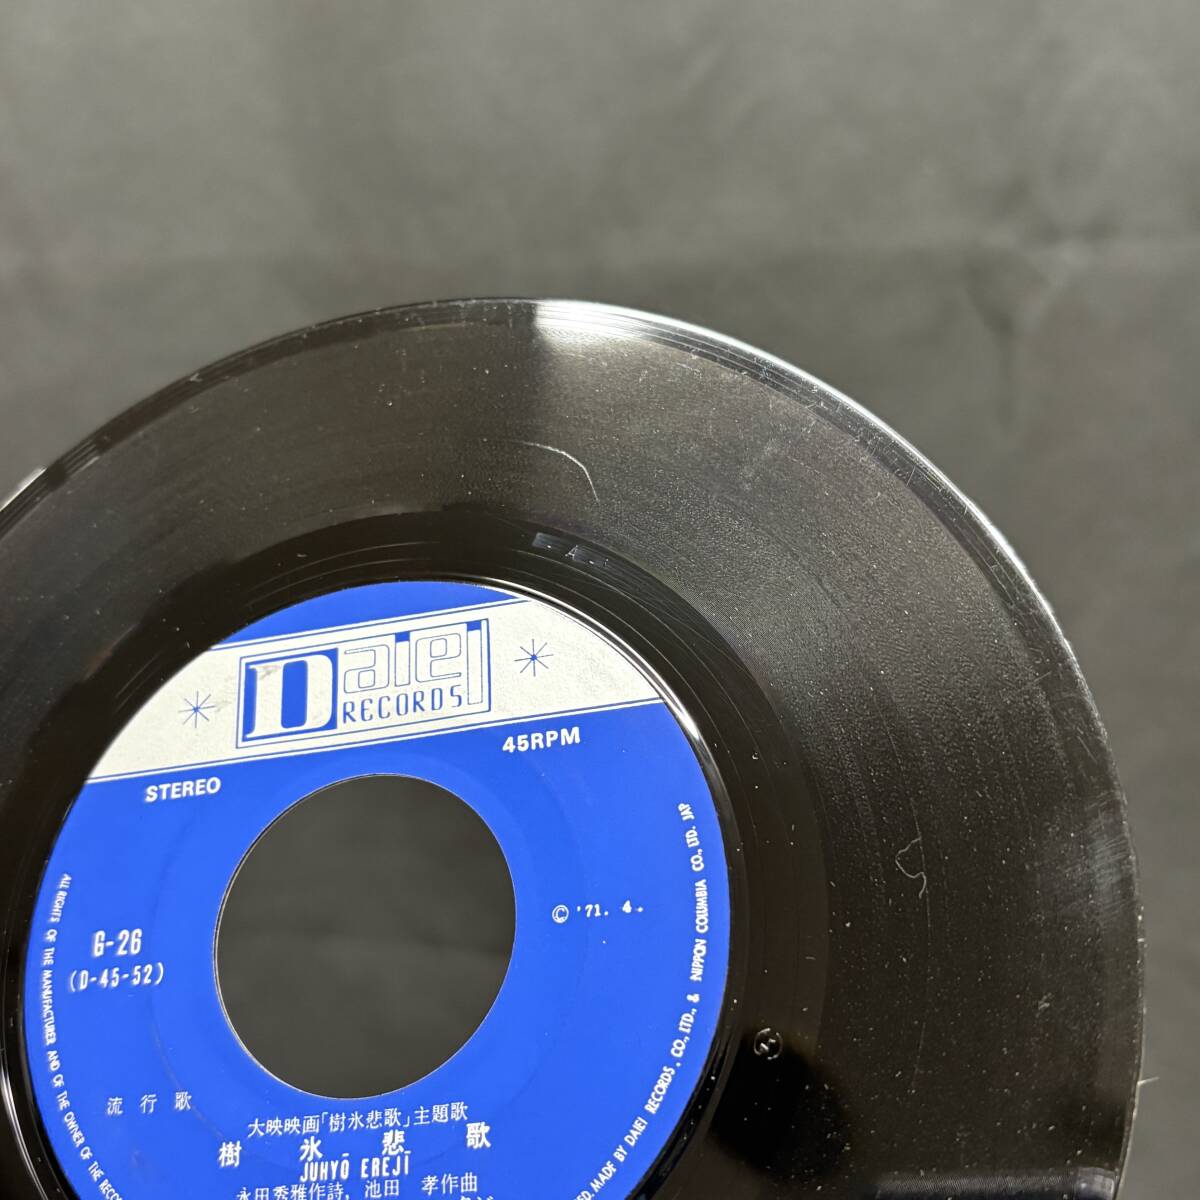 Daiei
RECORDS
STEREO
45RPM
© '71. 4.
G-26
(D-45-52)
流行歌
大映映画「樹氷悲歌」主題歌
樹氷悲歌
JUHYŌ EREJĪ
永田秀雅作詩, 池田 孝作曲
ALL RIGHTS OF THE MANUFACTURER AND OF THE OWNER OF THE RECOR
ED. MADE BY DAIEI RECORDS, CO., LTD., & NIPPON COLUMBIA CO., LTD. JAP
A